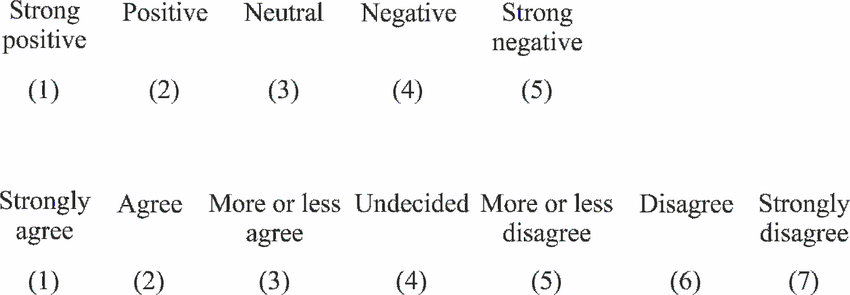 Strong positive Positive Neutral Negative Strong negative
(1) (2) (3) (4) (5)
Strongly agree Agree More or less agree Undecided More or less disagree Disagree Strongly disagree
(1) (2) (3) (4) (5) (6) (7)